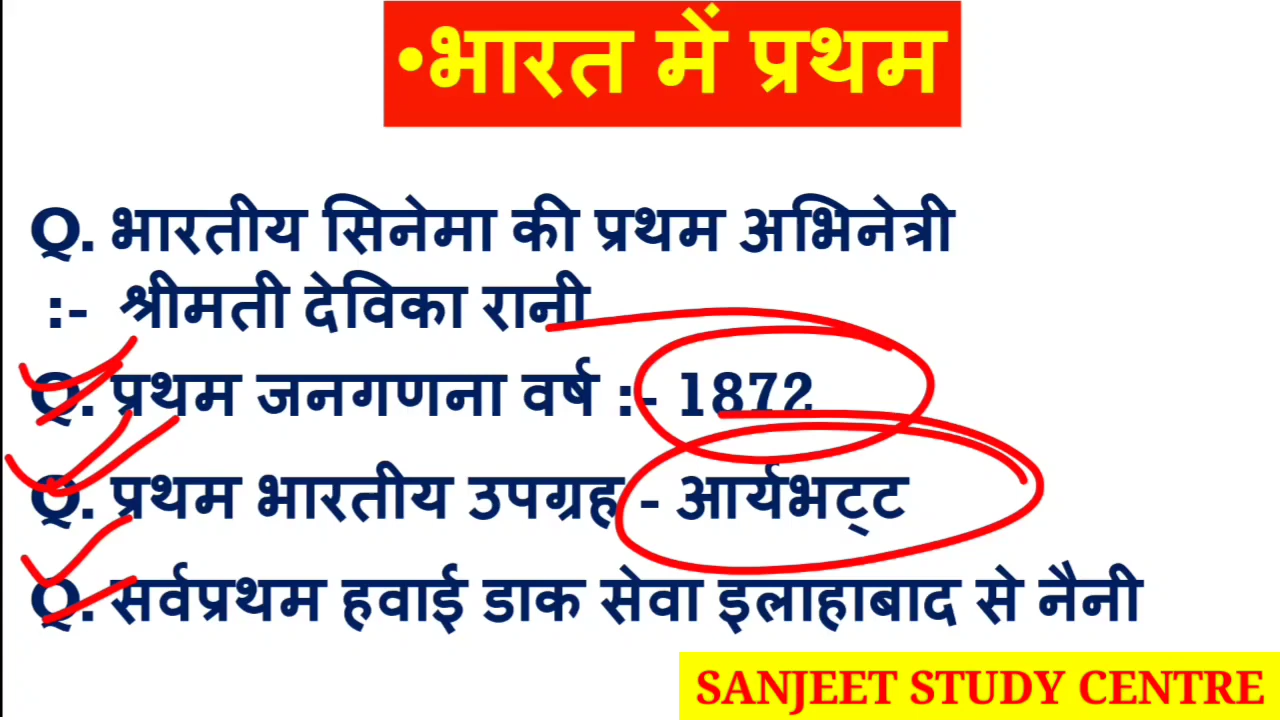 •भारत में प्रथम
Q. भारतीय सिनेमा की प्रथम अभिनेत्री
:- श्रीमती देविका रानी
Q. प्रथम जनगणना वर्ष :- 1872
Q. प्रथम भारतीय उपग्रह - आर्यभट्ट
Q. सर्वप्रथम हवाई डाक सेवा इलाहाबाद से नैनी
SANJEET STUDY CENTRE